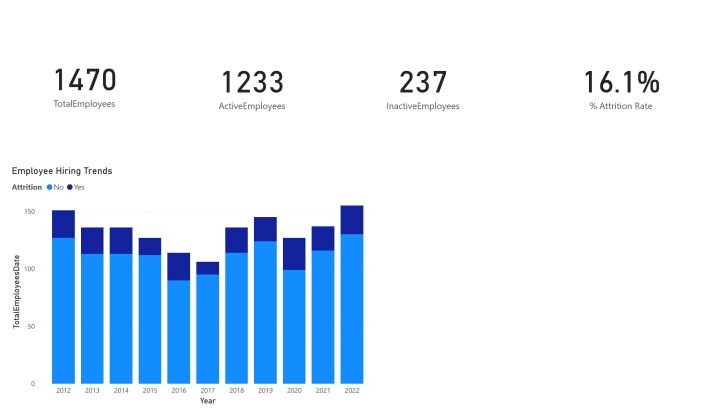 1470
TotalEmployees
1233
ActiveEmployees
237
InactiveEmployees
16.1%
% Attrition Rate
Employee Hiring Trends
Attrition No Yes
TotalEmployeesDate
150
100
50
0
2012 2013 2014 2015 2016 2017 2018 2019 2020 2021 2022
Year